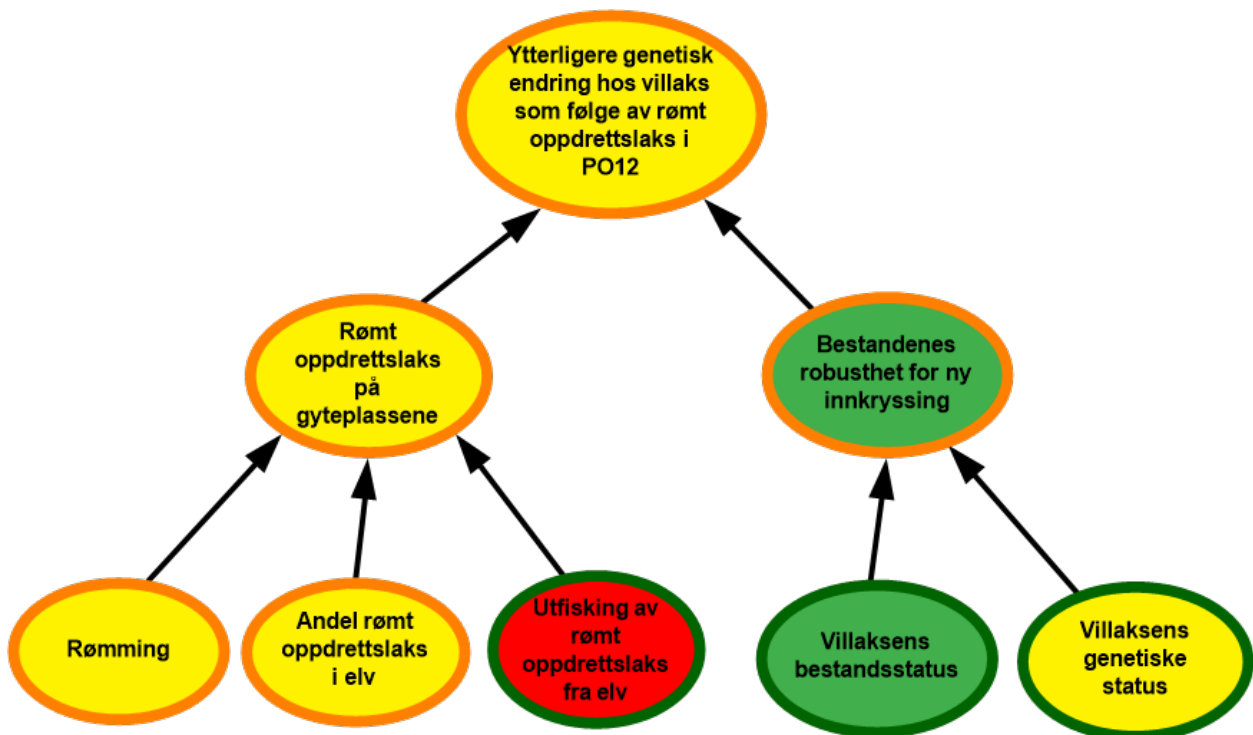 Ytterligere genetisk
endring hos villaks
som følge av rømt
oppdrettslaks i
PO12
Rømt
oppdrettslaks
på
gyteplassene
Bestandenes
robusthet for ny
innkryssing
Rømming
Andel rømt
oppdrettslaks
i elv
Utfisking av
rømt
oppdrettslaks
fra elv
Villaksens
bestandsstatus
Villaksens
genetiske
status